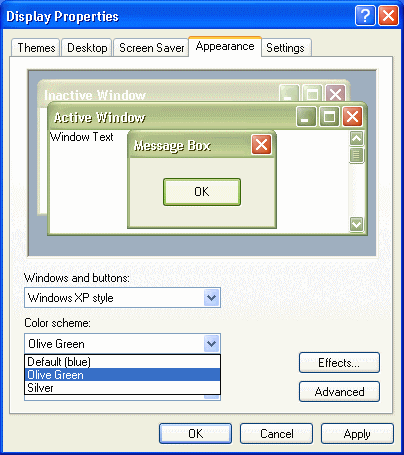 Display Properties
Themes Desktop Screen Saver Appearance Settings
Inactive Window
Active Window
Window Text
Message Box
OK
Windows and buttons:
Windows XP style
Color scheme:
Olive Green
Default (blue)
Olive Green
Silver
Effects...
Advanced
OK Cancel Apply